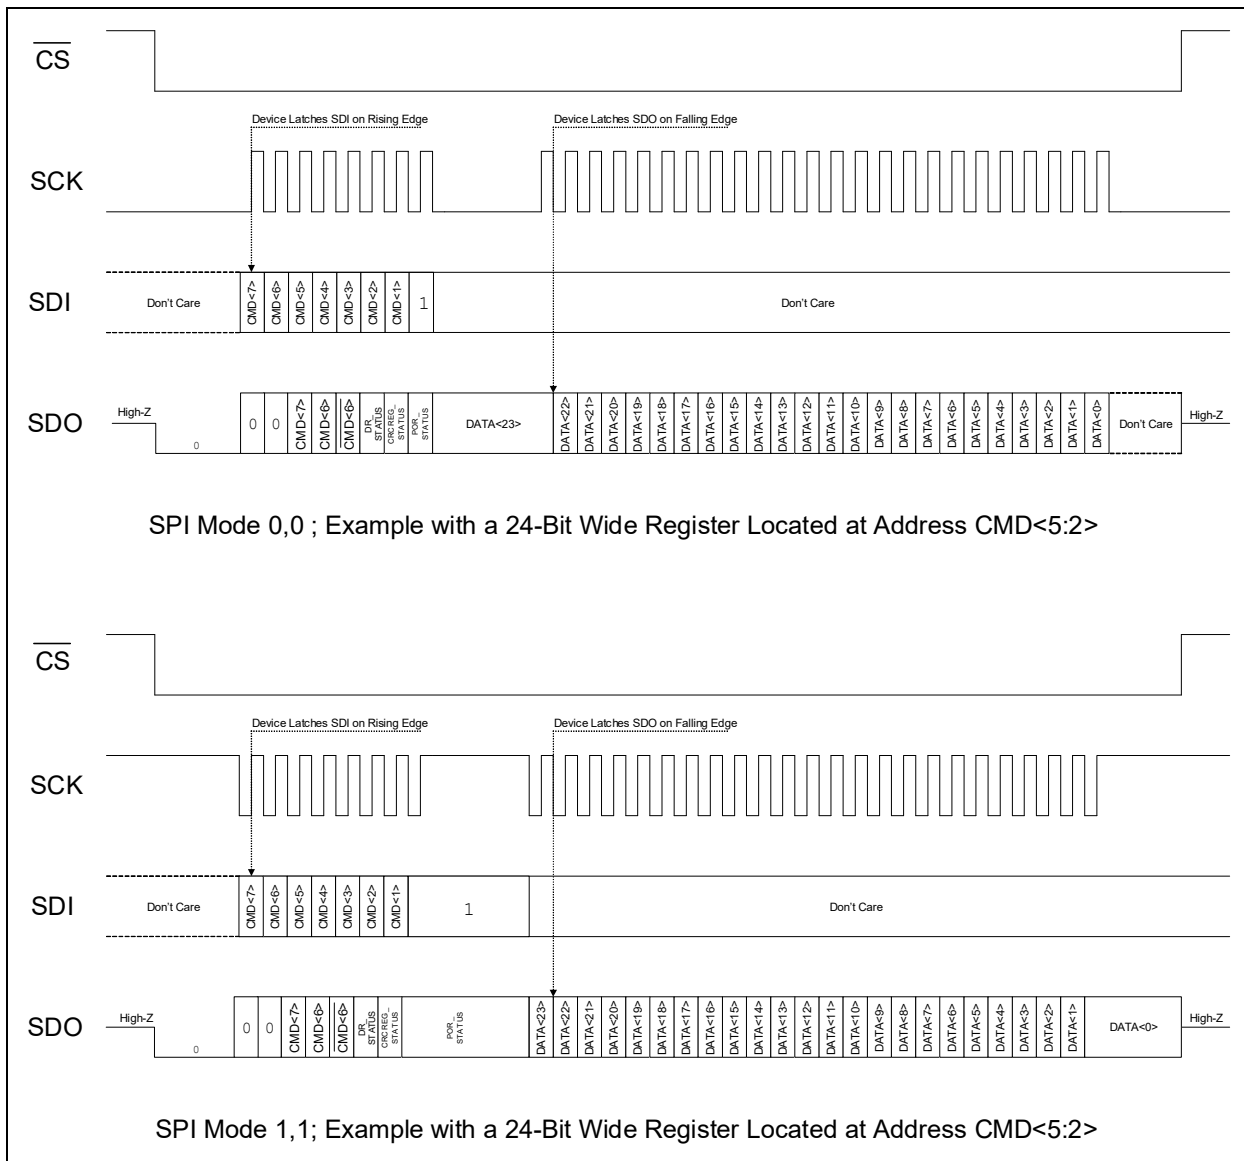 CS
Device Latches SDI on Rising Edge Device Latches SDO on Falling Edge
SCK
SDI Don't Care CMD<7> CMD<6> CMD<5> CMD<4> CMD<3> CMD<2> CMD<1> 1 Don't Care
SDO High-Z 0 0 0 CMD<7> CMD<6> CMD<6> DR_STATUS CRCREG_STATUS POR_STATUS DATA<23> DATA<22> DATA<21> DATA<20> DATA<19> DATA<18> DATA<17> DATA<16> DATA<15> DATA<14> DATA<13> DATA<12> DATA<11> DATA<10> DATA<9> DATA<8> DATA<7> DATA<6> DATA<5> DATA<4> DATA<3> DATA<2> DATA<1> DATA<0> Don't Care High-Z
SPI Mode 0,0 ; Example with a 24-Bit Wide Register Located at Address CMD<5:2>
CS
Device Latches SDI on Rising Edge Device Latches SDO on Falling Edge
SCK
SDI Don't Care CMD<7> CMD<6> CMD<5> CMD<4> CMD<3> CMD<2> CMD<1> 1 Don't Care
SDO High-Z 0 0 0 CMD<7> CMD<6> CMD<6> DR_STATUS CRCREG_STATUS POR_STATUS DATA<23> DATA<22> DATA<21> DATA<20> DATA<19> DATA<18> DATA<17> DATA<16> DATA<15> DATA<14> DATA<13> DATA<12> DATA<11> DATA<10> DATA<9> DATA<8> DATA<7> DATA<6> DATA<5> DATA<4> DATA<3> DATA<2> DATA<1> DATA<0> High-Z
SPI Mode 1,1; Example with a 24-Bit Wide Register Located at Address CMD<5:2>